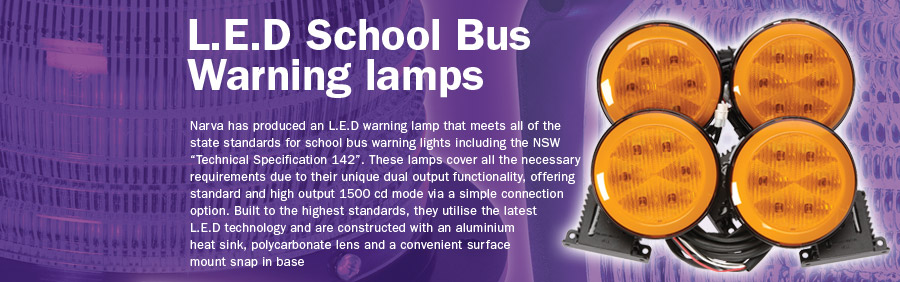 L.E.D School Bus
Warning lamps
Narva has produced an L.E.D warning lamp that meets all of the
state standards for school bus warning lights including the NSW
“Technical Specification 142”. These lamps cover all the necessary
requirements due to their unique dual output functionality, offering
standard and high output 1500 cd mode via a simple connection
option. Built to the highest standards, they utilise the latest
L.E.D technology and are constructed with an aluminium
heat sink, polycarbonate lens and a convenient surface
mount snap in base